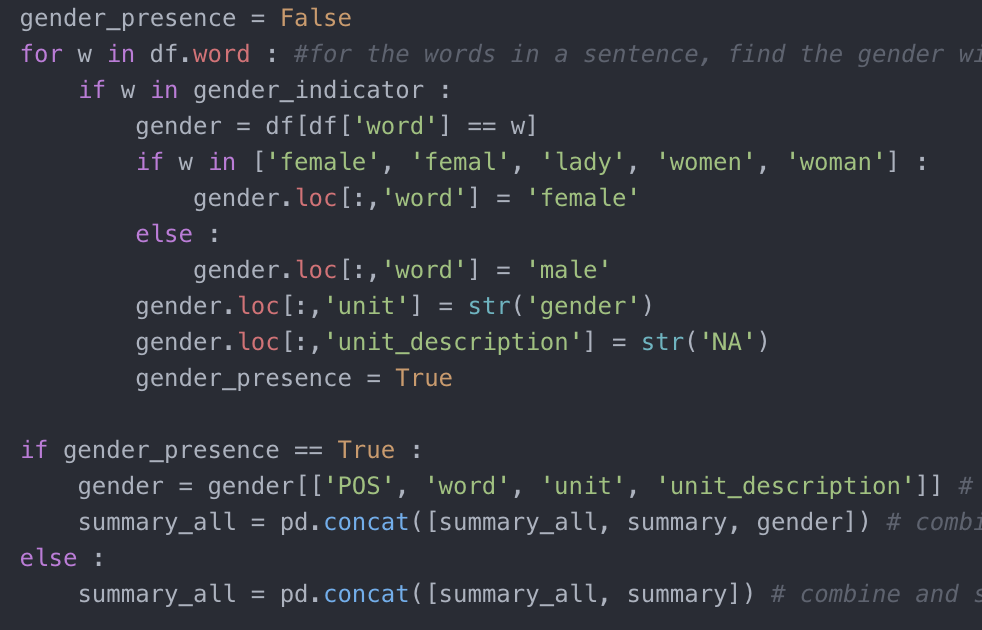 gender_presence = False
for w in df.word : #for the words in a sentence, find the gender
    if w in gender_indicator :
        gender = df[df['word'] == w]
        if w in ['female', 'femal', 'lady', 'women', 'woman'] :
            gender.loc[:,'word'] = 'female'
        else :
            gender.loc[:,'word'] = 'male'
        gender.loc[:,'unit'] = str('gender')
        gender.loc[:,'unit_description'] = str('NA')
        gender_presence = True
if gender_presence == True :
    gender = gender[['POS', 'word', 'unit', 'unit_description']] #
    summary_all = pd.concat([summary_all, summary, gender]) #
else :
    summary_all = pd.concat([summary_all, summary]) # combine and